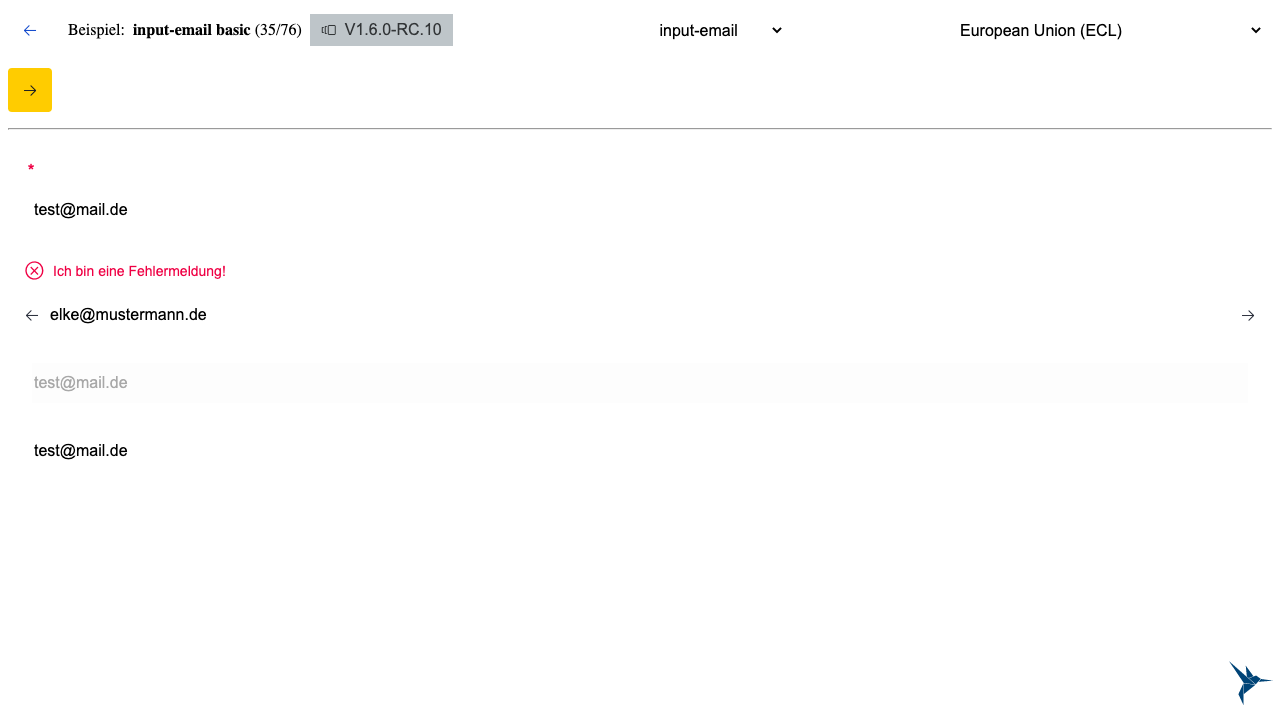 Beispiel: input-email basic (35/76) V1.6.0-RC.10 input-email European Union (ECL)
*
test@mail.de
Ich bin eine Fehlermeldung!
elke@mustermann.de
test@mail.de
test@mail.de